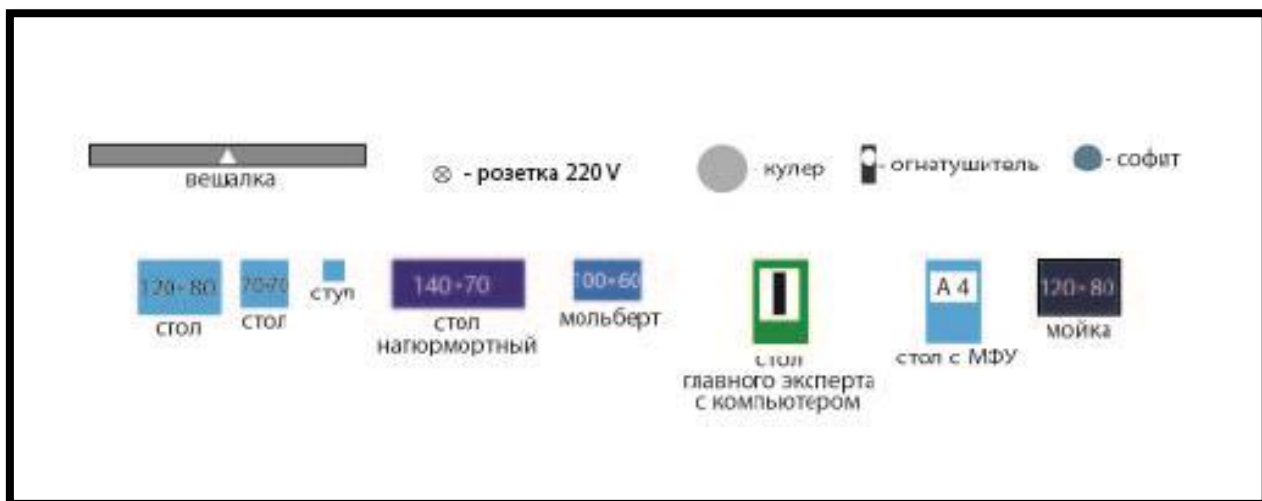 вешалка
⊗ - розетка 220 V
- кулер
- огнатушитель
- софит
120*80
стол
70*70
стол
стул
140*70
стол
натюрмортный
100*60
мольберт
стол
главного эксперта
с компьютером
А 4
стол с МФУ
120*80
мойка